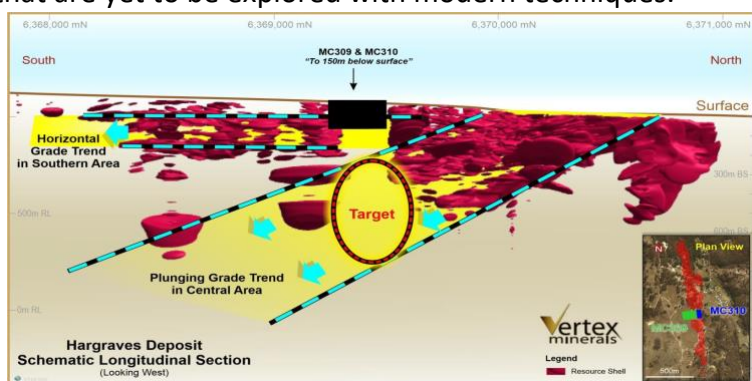 that are yet to be explored with modern techniques.
6,368,000 mN 6,369,000 mN 6,370,000 mN 6,371,000 mN
South
MC309 & MC310
"To 150m below surface"
North
Surface
Horizontal
Grade Trend
in Southern Area
300m BS
500m RL
Target
600m BS
Plunging Grade Trend
in Central Area
0m RL
Plan View
N
MC310
MC309
500m
Hargraves Deposit
Schematic Longitudinal Section
(Looking West)
Vertex
minerals
Legend
Resource Shell